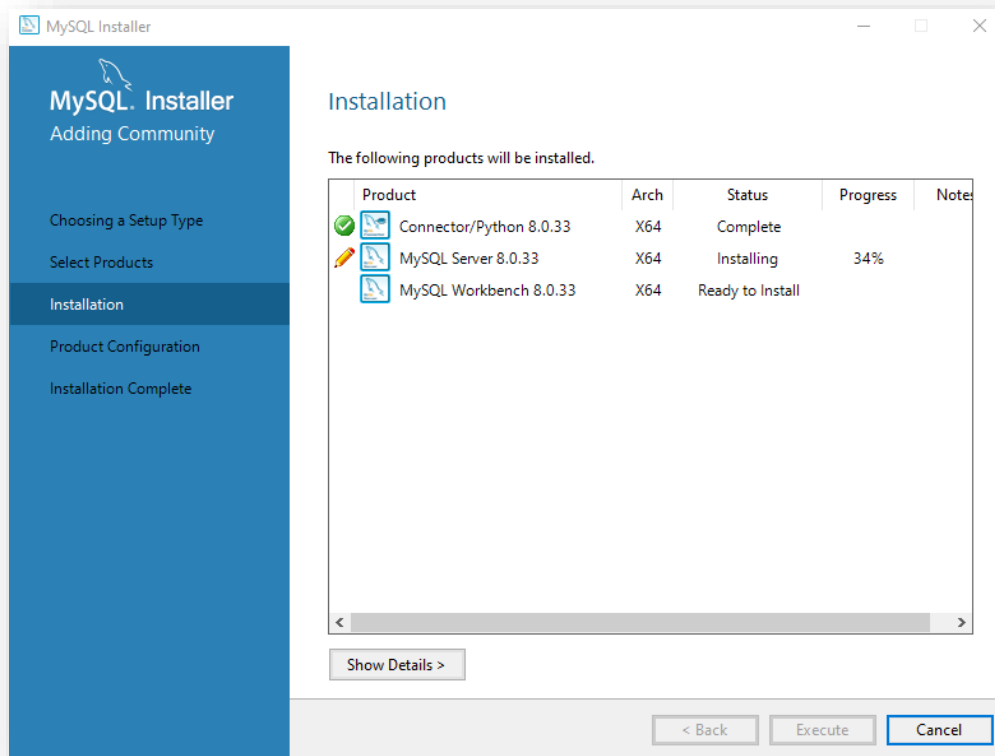 MySQL Installer
MySQL. Installer
Adding Community
Choosing a Setup Type
Select Products
Installation
Product Configuration
Installation Complete
Installation
The following products will be installed.
Product Arch Status Progress Notes
Connector/Python 8.0.33 X64 Complete
MySQL Server 8.0.33 X64 Installing 34%
MySQL Workbench 8.0.33 X64 Ready to Install
Show Details >
< Back Execute Cancel